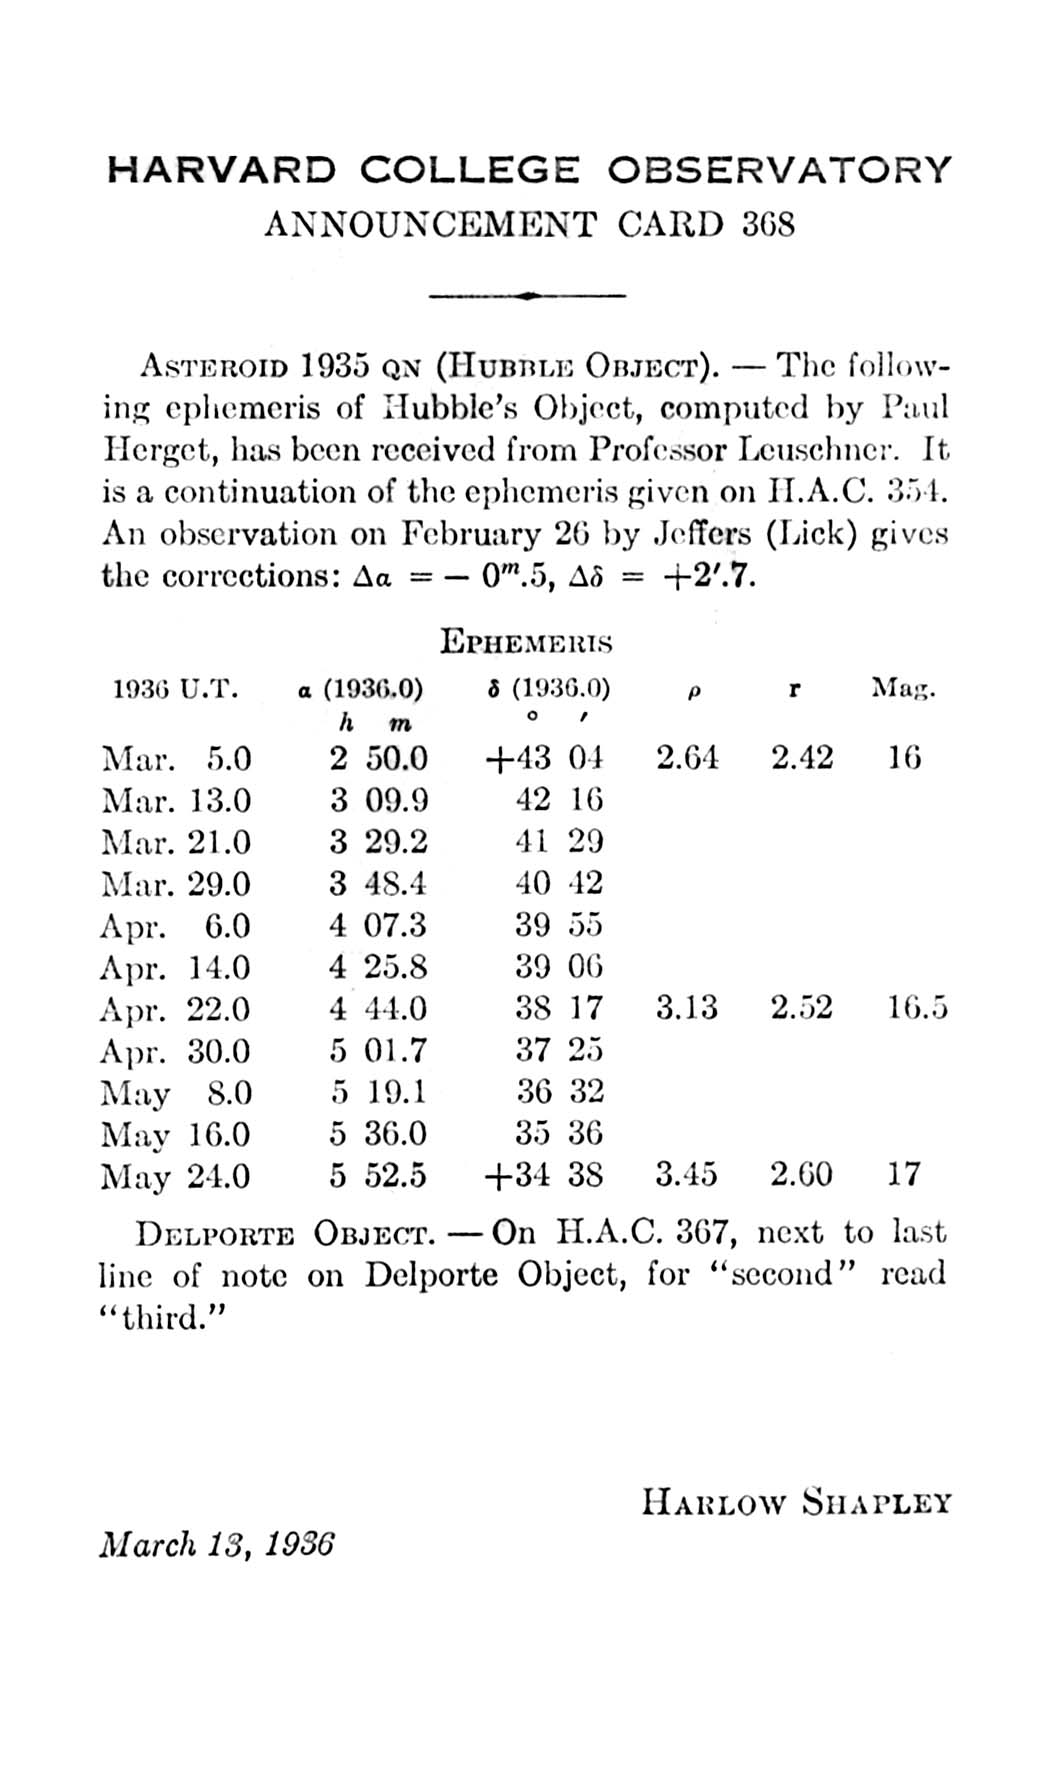 HARVARD COLLEGE OBSERVATORY
ANNOUNCEMENT CARD 368
ASTEROID 1935 QN (HUBBLE OBJECT). — The follow-
ing ephemeris of Hubble's Object, computed by Paul
Herget, has been received from Professor Leuschner. It
is a continuation of the ephemeris given on H.A.C. 354.
An observation on February 26 by Jeffers (Lick) gives
the corrections: Δα = − 0ᵐ.5, Δδ = +2′.7.
EPHEMERIS
1936 U.T. α (1936.0) δ (1936.0) ρ r Mag.
h m ° ′
Mar. 5.0 2 50.0 +43 04 2.64 2.42 16
Mar. 13.0 3 09.9 42 16
Mar. 21.0 3 29.2 41 29
Mar. 29.0 3 48.4 40 42
Apr. 6.0 4 07.3 39 55
Apr. 14.0 4 25.8 39 06
Apr. 22.0 4 44.0 38 17 3.13 2.52 16.5
Apr. 30.0 5 01.7 37 25
May 8.0 5 19.1 36 32
May 16.0 5 36.0 35 36
May 24.0 5 52.5 +34 38 3.45 2.60 17
DELPORTE OBJECT. — On H.A.C. 367, next to last
line of note on Delporte Object, for "second" read
"third."
HARLOW SHAPLEY
March 13, 1936